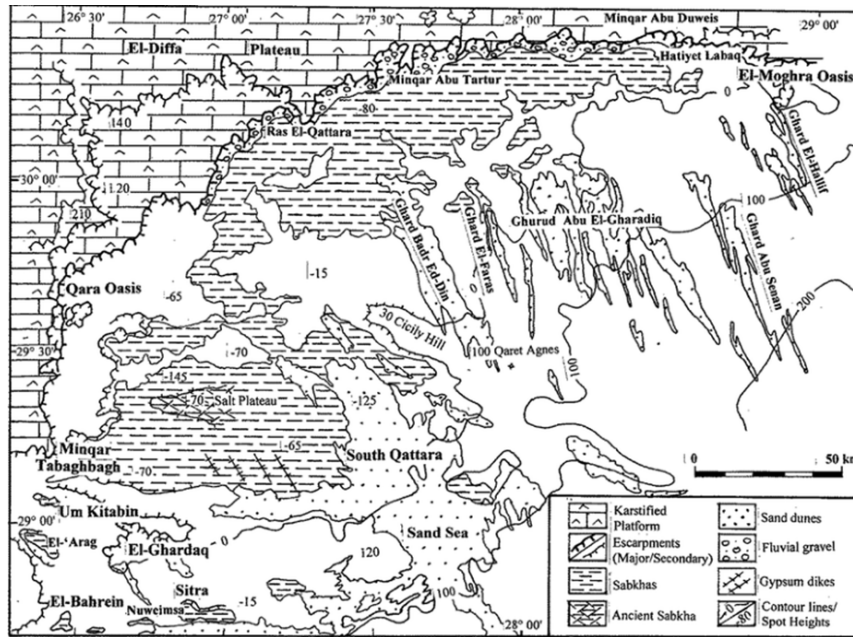 26° 30' 27° 00' 27° 30' 28° 00' 29° 00'
Minqar Abu Duweis
El-Diffa Plateau
Hatiyet Labaq
El-Moghra Oasis
Minqar Abu Tartur
-80
0
140
Ras El-Qattara
Ghard El-Hallif
30° 00'
120
100
210
Ghurud Abu El-Gharadiq
Ghard Badr Ed-Din
Ghard El-Faras
Ghard Abu Senan
-15
0
Qara Oasis
-65
200
30 Cicily Hill
29° 30'
-70
100 Qaret Agnes
100
-145
-125
-70 Salt Plateau
-65
South Qattara
Minqar
Tabaghbagh
-70
0 50 km
Um Kitabin
29° 00'
0
Sand Sea
El-'Arag
El-Ghardaq
120
Sitra
100
El-Bahrein
Nuweimsa
-15
28° 00'
Karstified
Platform
Escarpments
(Major/Secondary)
Sabkhas
Ancient Sabkha
Sand dunes
Fluvial gravel
Gypsum dikes
Contour lines/
Spot Heights